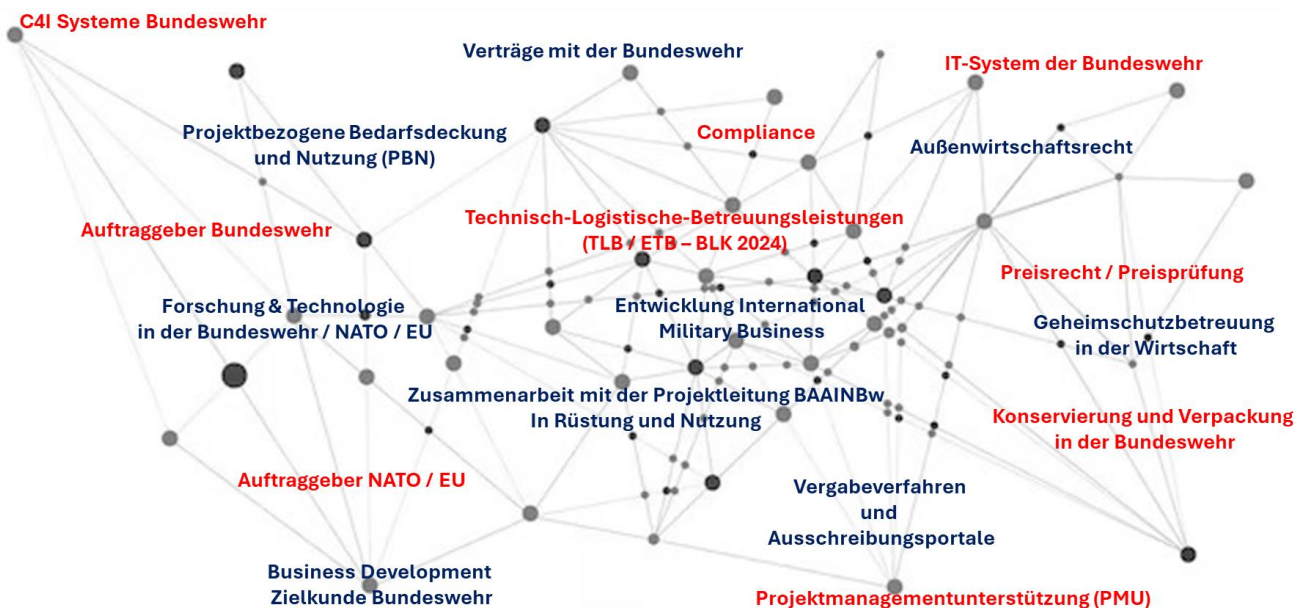 C4I Systeme Bundeswehr
Verträge mit der Bundeswehr
IT-System der Bundeswehr
Projektbezogene Bedarfsdeckung
und Nutzung (PBN)
Compliance
Außenwirtschaftsrecht
Auftraggeber Bundeswehr
Technisch-Logistische-Betreuungsleistungen
(TLB / ETB – BLK 2024)
Preisrecht / Preisprüfung
Forschung & Technologie
in der Bundeswehr / NATO / EU
Entwicklung International
Military Business
Geheimschutzbetreuung
in der Wirtschaft
Zusammenarbeit mit der Projektleitung BAAINBw
In Rüstung und Nutzung
Konservierung und Verpackung
in der Bundeswehr
Auftraggeber NATO / EU
Vergabeverfahren
und
Ausschreibungsportale
Business Development
Zielkunde Bundeswehr
Projektmanagementunterstützung (PMU)